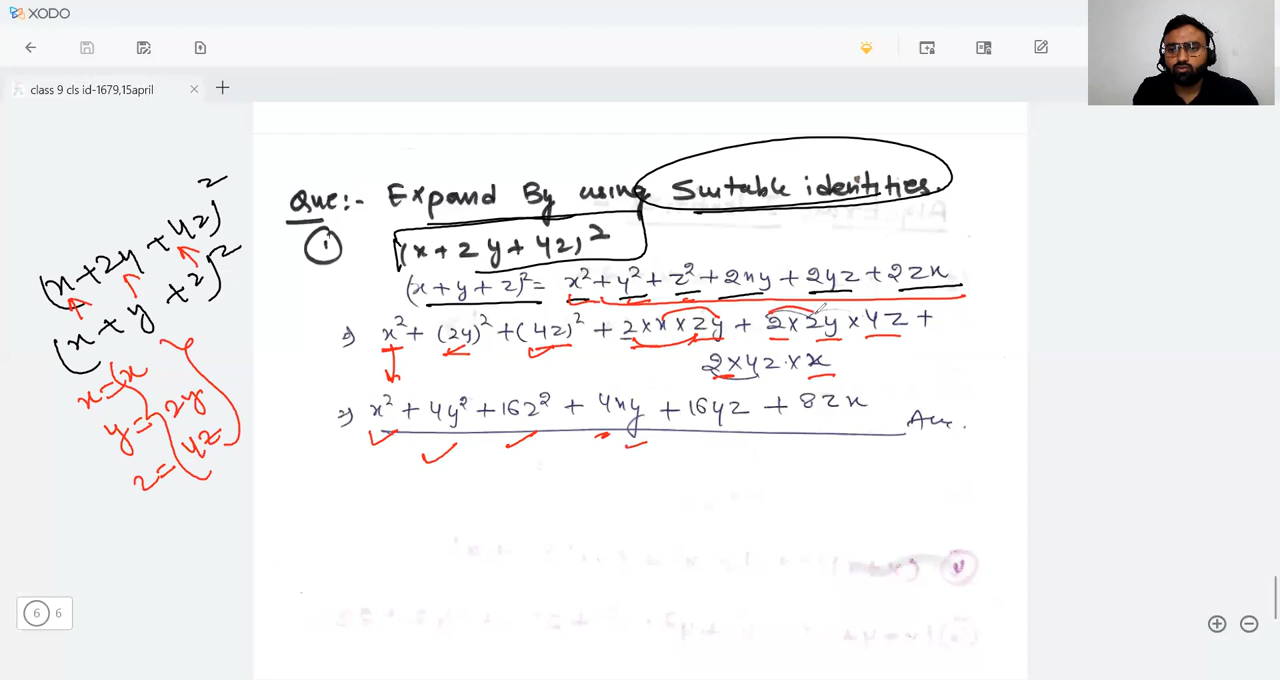 XODO
class 9 cls id-1679,15april
Que:- Expand By using Suitable identities.
① (x+2y+4z)²
(x+y+z)² = x²+y²+z²+2xy+2yz+2zx
⇒ x²+(2y)²+(4z)²+2×x×2y+2×2y×4z+
2×4z×x
⇒ x²+4y²+16z²+4xy+16yz+8zx Ans.
(x+2y+4z)²
(x+y+z)²
x=x
y=2y
z=4z
6 6